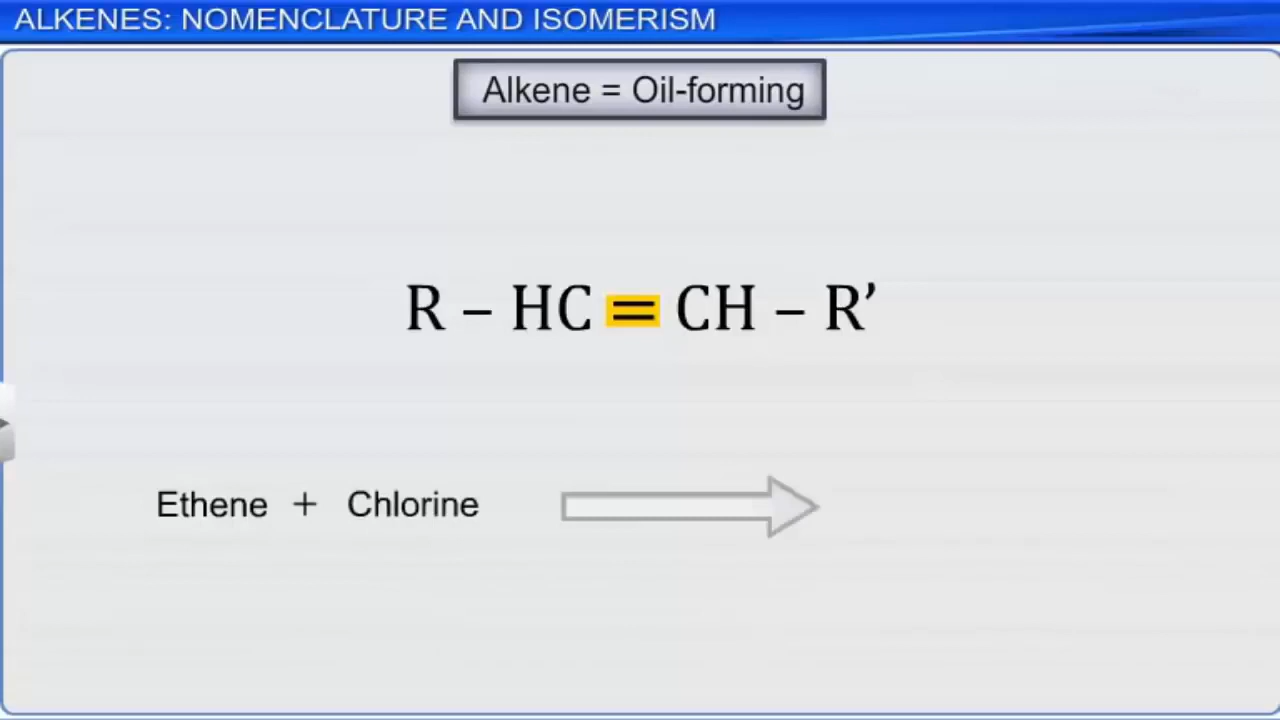 ALKENES: NOMENCLATURE AND ISOMERISM
Alkene = Oil-forming
R – HC = CH – R’
Ethene + Chlorine